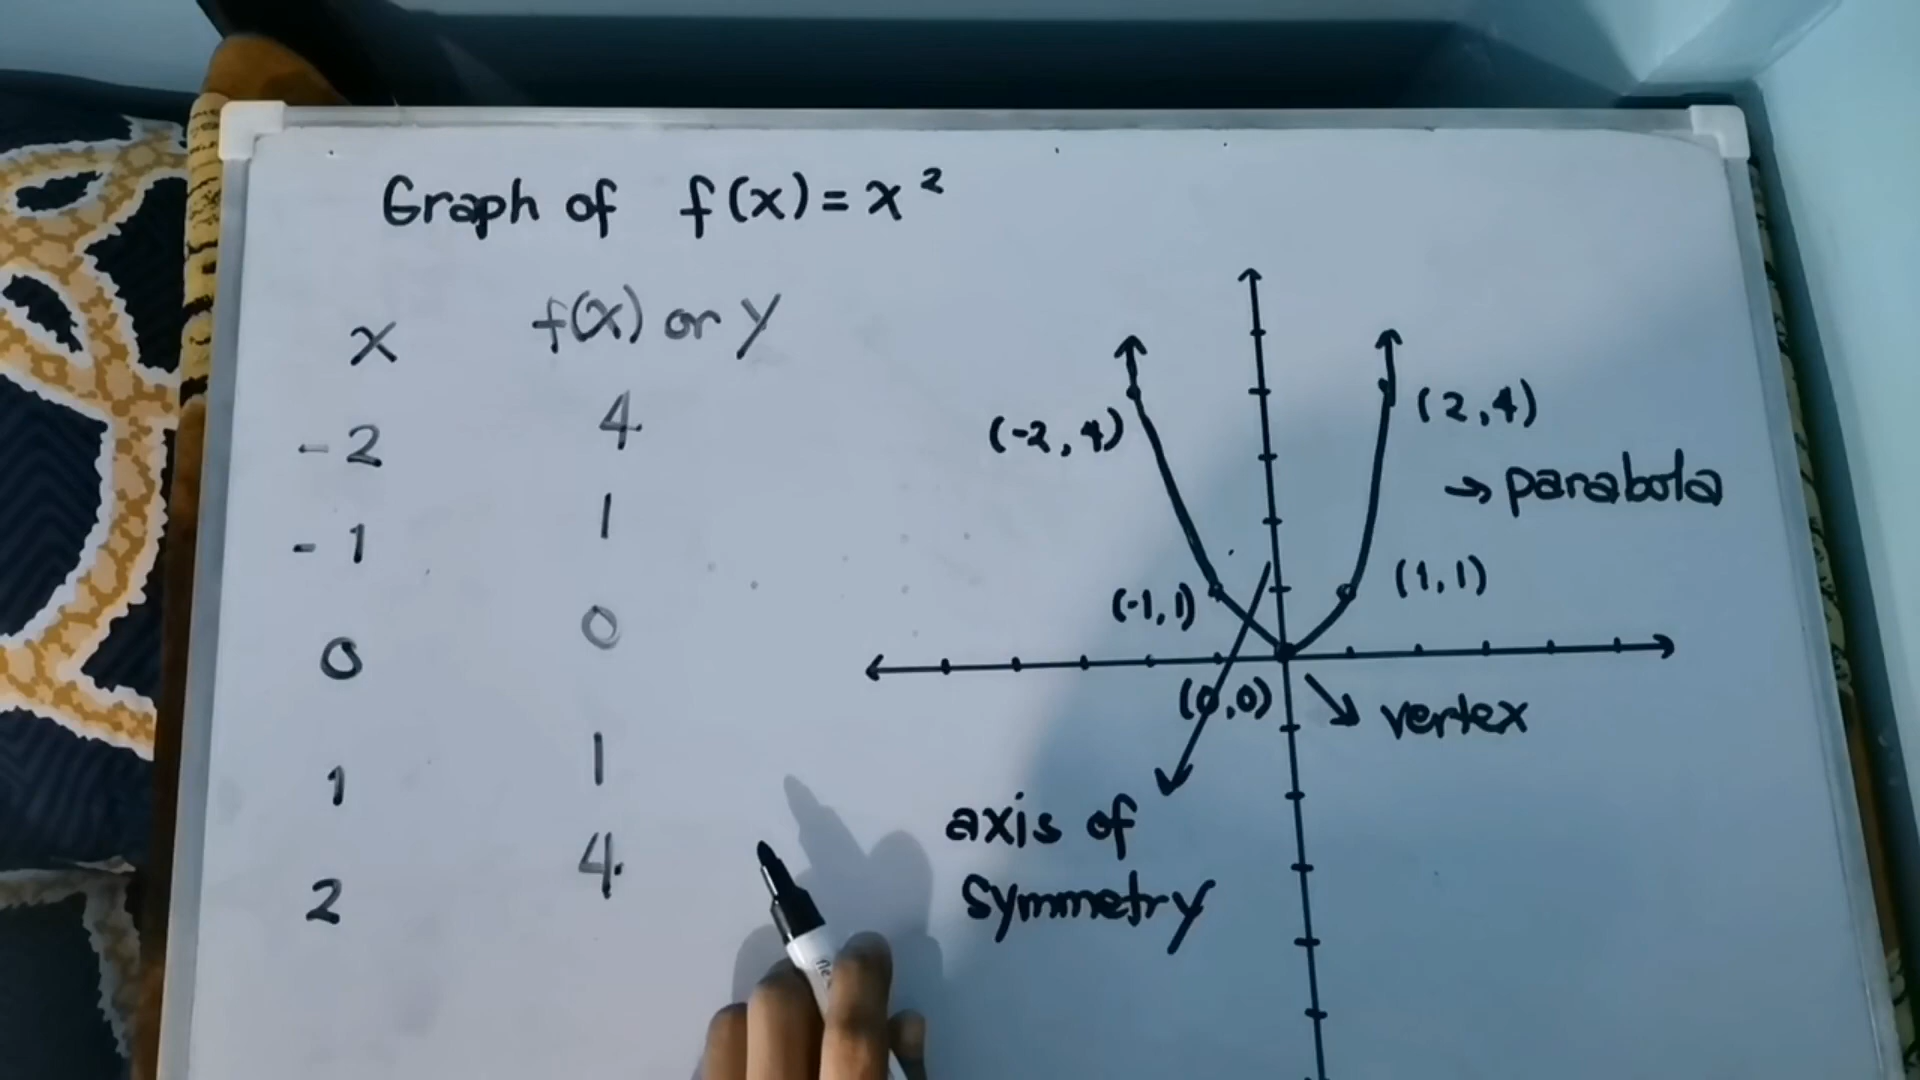 Graph of f(x) = x²
x f(x) or y
-2 4
-1 1
0 0
1 1
2 4
(-2, 4)
(2, 4)
→ parabola
(-1, 1)
(1, 1)
(0,0)
vertex
axis of
symmetry